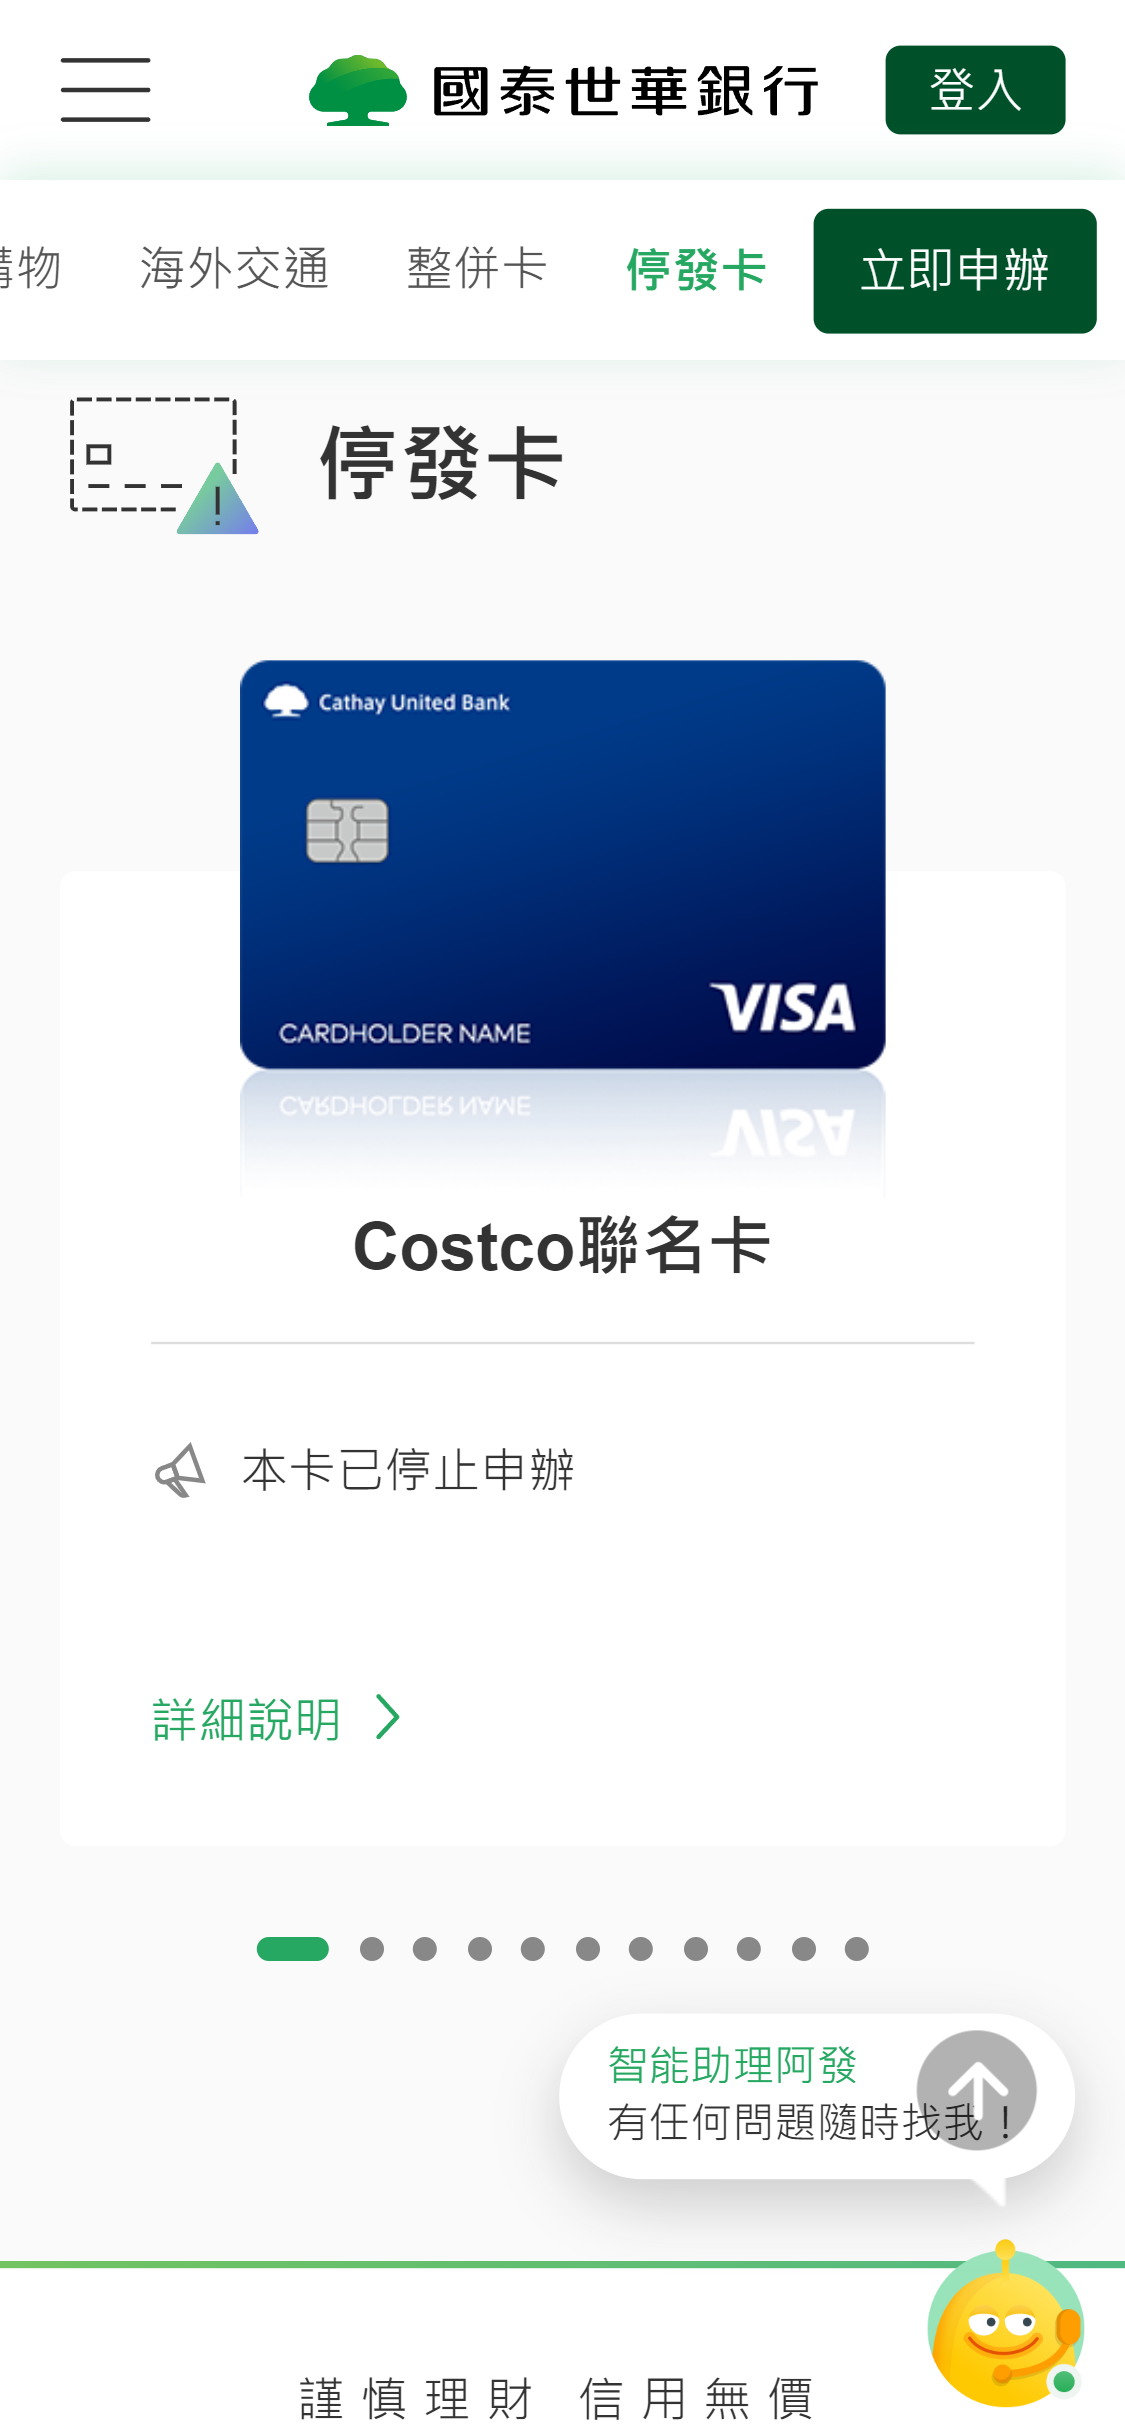 國泰世華銀行
登入
購物 海外交通 整併卡 停發卡 立即申辦
停發卡
Cathay United Bank
VISA
CARDHOLDER NAME
Costco聯名卡
本卡已停止申辦
詳細說明
智能助理阿發
有任何問題隨時找我！
謹慎理財 信用無價